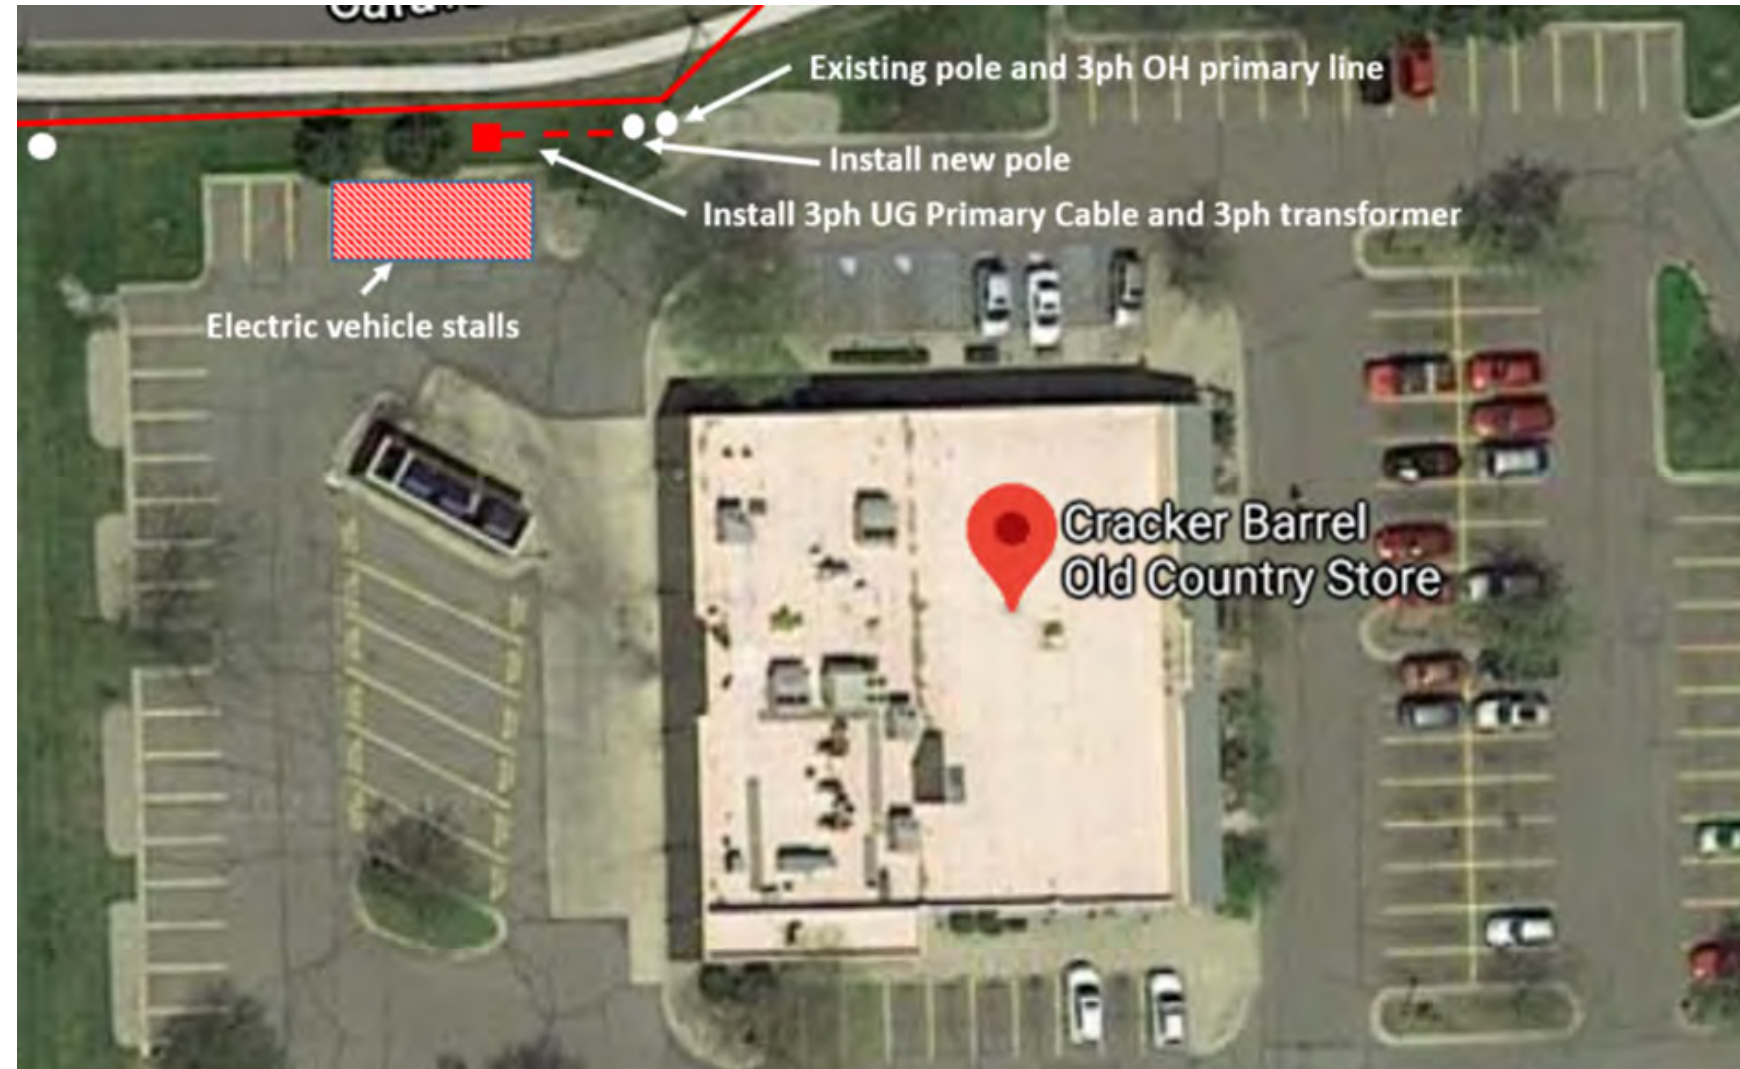 Existing pole and 3ph OH primary line
Install new pole
Install 3ph UG Primary Cable and 3ph transformer
Electric vehicle stalls
Cracker Barrel
Old Country Store